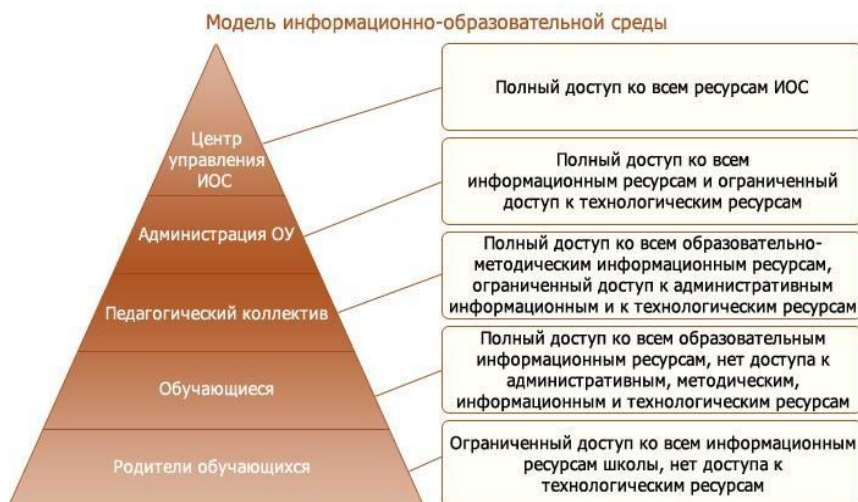 Модель информационно-образовательной среды
Центр
управления
ИОС
Полный доступ ко всем ресурсам ИОС
Администрация ОУ
Полный доступ ко всем
информационным ресурсам и ограниченный
доступ к технологическим ресурсам
Педагогический коллектив
Полный доступ ко всем образовательно-
методическим информационным ресурсам,
ограниченный доступ к административным
информационным и к технологическим ресурсам
Обучающиеся
Полный доступ ко всем образовательным
информационным ресурсам, нет доступа к
административным, методическим,
информационным и технологическим ресурсам
Родители обучающихся
Ограниченный доступ ко всем информационным
ресурсам школы, нет доступа к
технологическим ресурсам